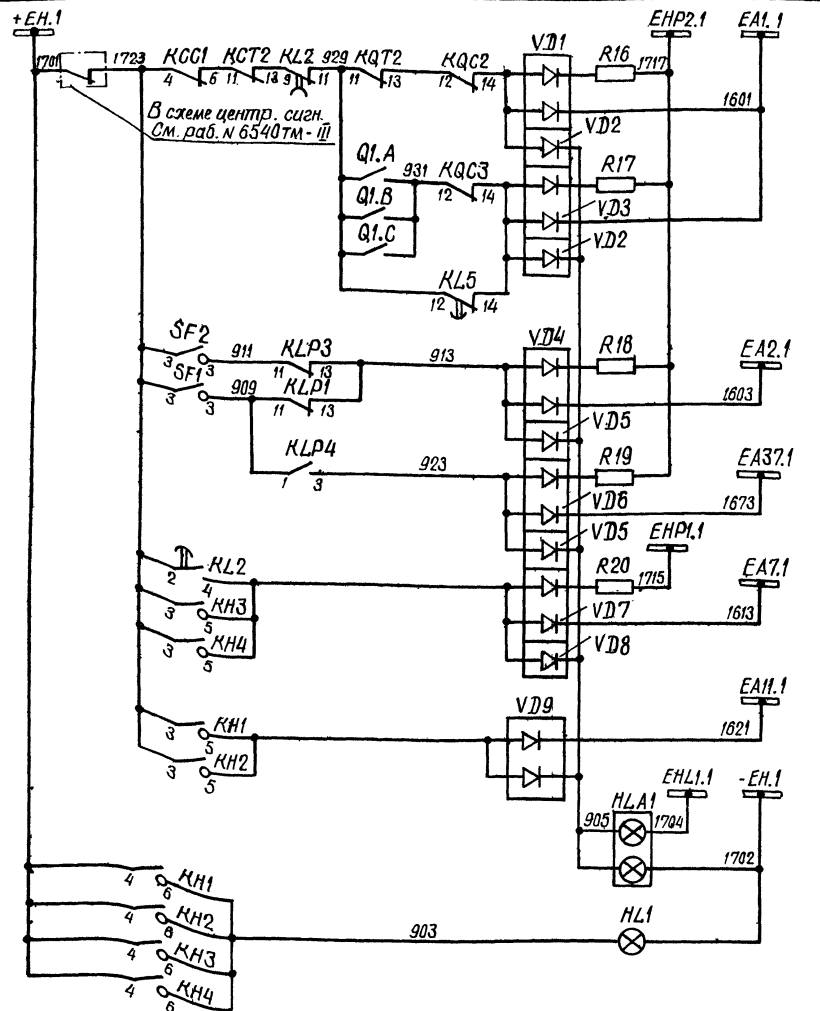 +EH.1
EHP2.1
EA1.1
1701
1723
KCC1
KCT2
KL2
929
KQT2
KQC2
VD1
R16
1717
4 6 11 13 9 11 11 13 12 14
1601
В схеме центр. сигн.
См. раб. N 6540тм-III
VD2
Q1.A
931
KQC3
R17
12 14
Q1.B
VD3
Q1.C
VD2
KL5
12 14
SF2
911
KLP3
913
VD4
R18
EA2.1
3 3 11 13
SF1
909
KLP1
1603
3 3 11 13
VD5
KLP4
923
R19
EA37.1
1 3
VD6
1673
VD5
EHP1.1
KL2
R20
1715
EA7.1
2 4
KH3
VD7
1613
3 5
KH4
VD8
3 5
EA11.1
VD9
KH1
1621
3 5
KH2
3 5
EHL1.1
-EH.1
HLA1
905
1704
1702
KH1
4 6
KH2
4 6
903
HL1
KH3
4 6
KH4
4 6